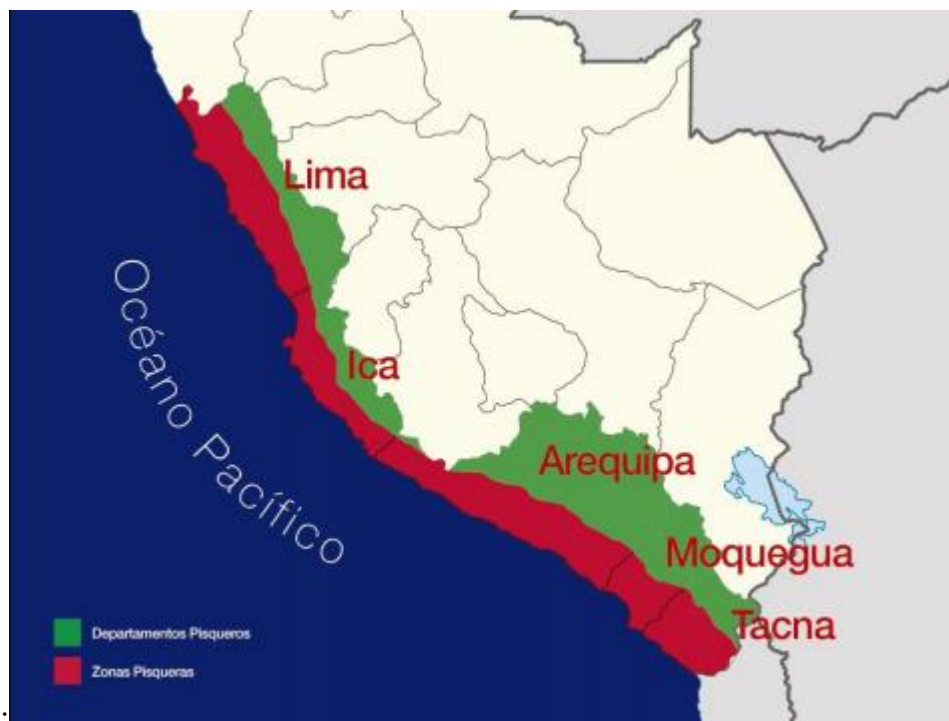 Lima
Ica
Océano Pacífico
Arequipa
Moquegua
Tacna
Departamentos Pisqueros
Zonas Pisqueras
.